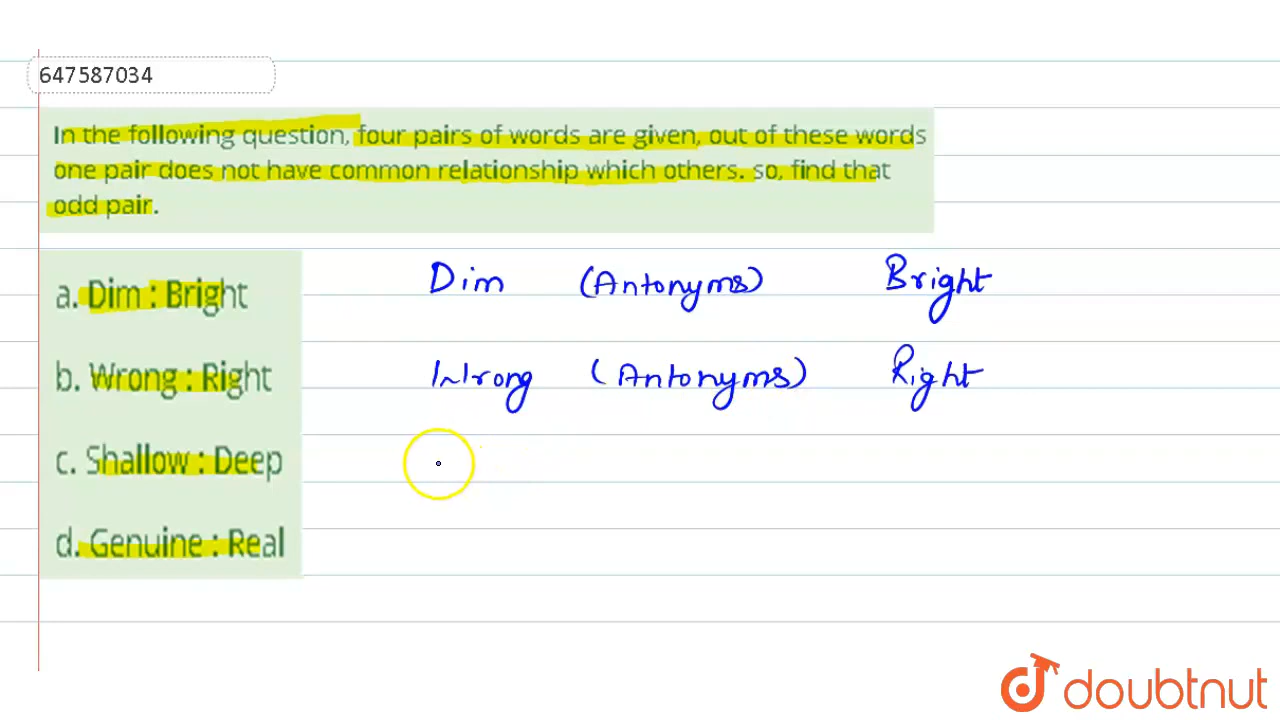 647587034
In the following question, four pairs of words are given, out of these words
one pair does not have common relationship which others. so, find that
odd pair.
a. Dim : Bright
Dim (Antonyms) Bright
b. Wrong : Right
Wrong (Antonyms) Right
c. Shallow : Deep
d. Genuine : Real
doubtnut